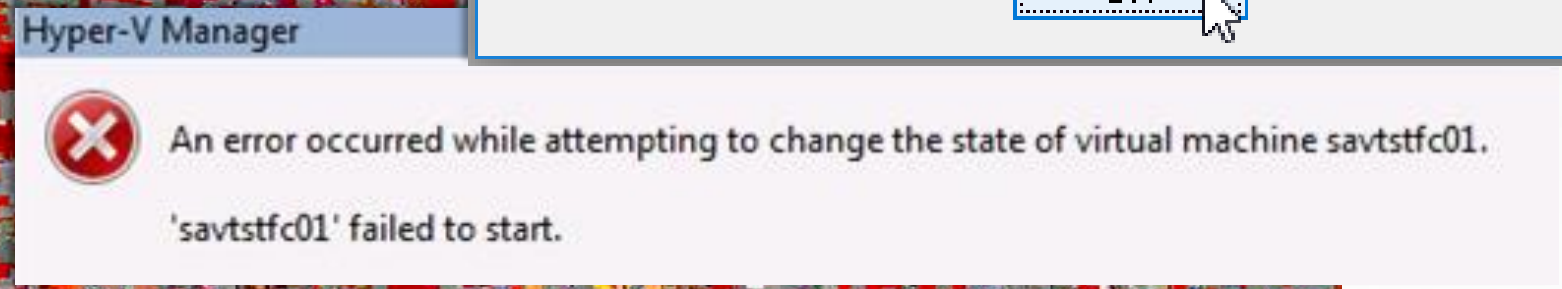 Hyper-V Manager
An error occurred while attempting to change the state of virtual machine savtstfc01.
'savtstfc01' failed to start.